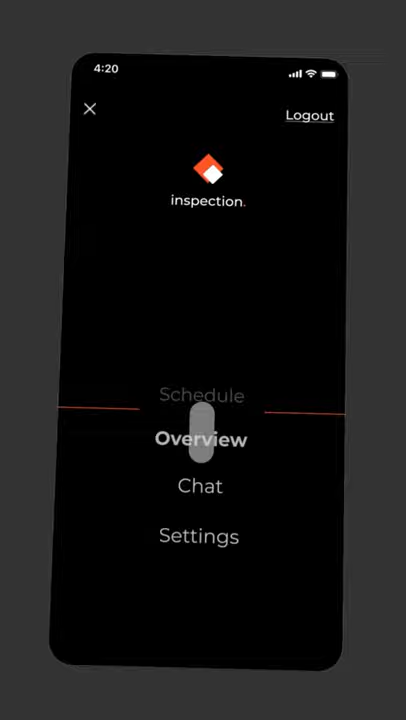 4:20
Logout
inspection.
Schedule
Overview
Chat
Settings